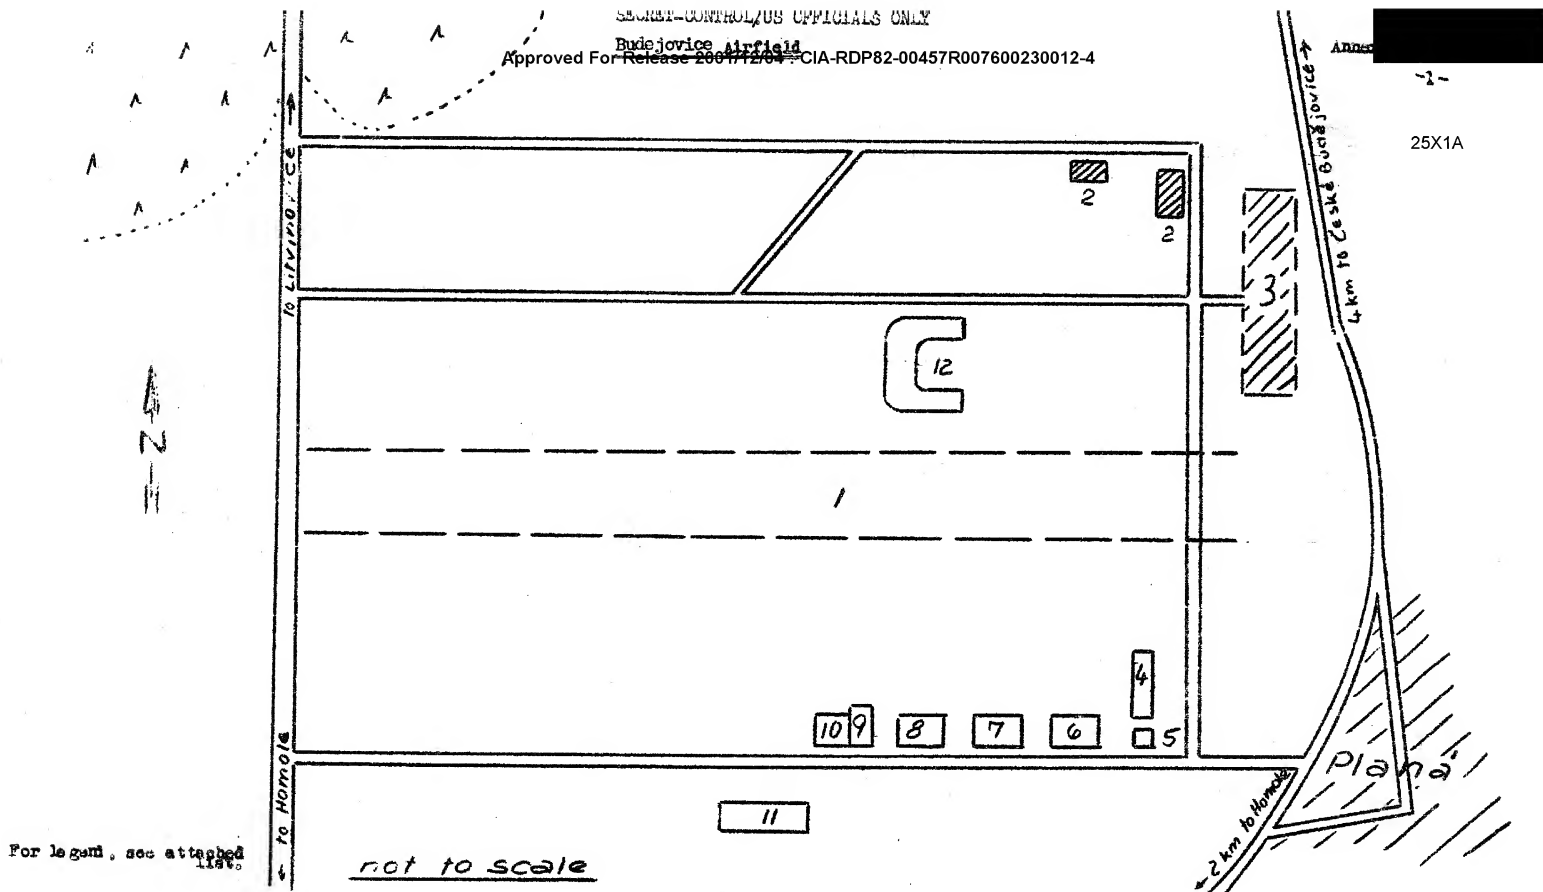 SECRET-CONTROL/US OFFICIALS ONLY
Budejovice Airfield
Approved For Release 2001/12/04 : CIA-RDP82-00457R007600230012-4
-2-
25X1A
to Litvinovice
4 km to České Budějovice
2
2
3
12
N
1
4
10 9 8 7 6 5
Planá
to Homole
11
2 km to Homole
For legend, see attached
list.
not to scale